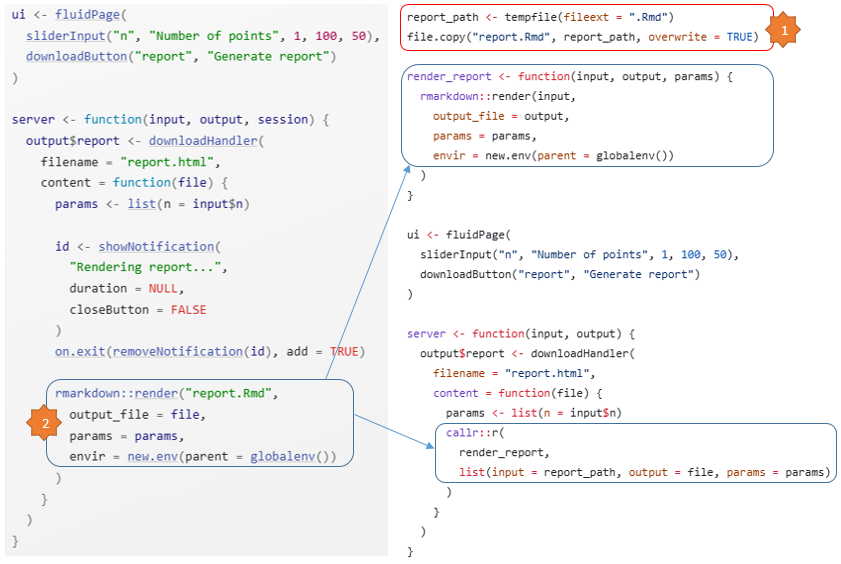 ui <- fluidPage(
  sliderInput("n", "Number of points", 1, 100, 50),
  downloadButton("report", "Generate report")
)

server <- function(input, output, session) {
  output$report <- downloadHandler(
    filename = "report.html",
    content = function(file) {
      params <- list(n = input$n)

      id <- showNotification(
        "Rendering report...",
        duration = NULL,
        closeButton = FALSE
      )
      on.exit(removeNotification(id), add = TRUE)

      rmarkdown::render("report.Rmd",
        output_file = file,
        params = params,
        envir = new.env(parent = globalenv())
      )
    }
  )
}
2
report_path <- tempfile(fileext = ".Rmd")
file.copy("report.Rmd", report_path, overwrite = TRUE)
1

render_report <- function(input, output, params) {
  rmarkdown::render(input,
    output_file = output,
    params = params,
    envir = new.env(parent = globalenv())
  )
}

ui <- fluidPage(
  sliderInput("n", "Number of points", 1, 100, 50),
  downloadButton("report", "Generate report")
)

server <- function(input, output) {
  output$report <- downloadHandler(
    filename = "report.html",
    content = function(file) {
      params <- list(n = input$n)
      callr::r(
        render_report,
        list(input = report_path, output = file, params = params)
      )
    }
  )
}